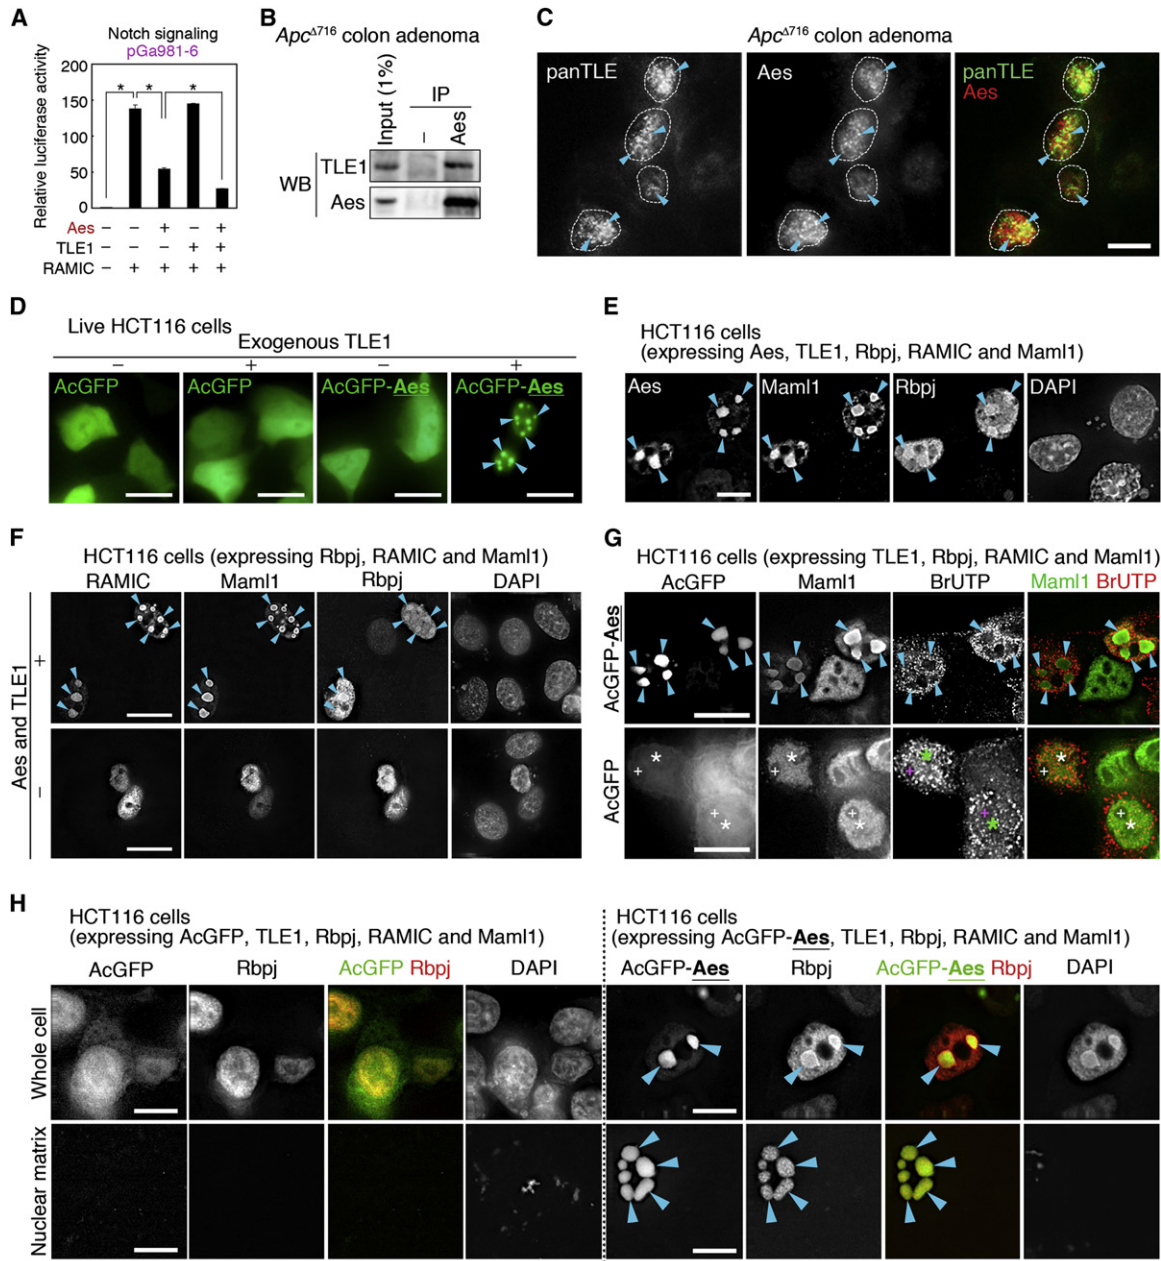 A
Notch signaling
pGa981-6
Relative luciferase activity
200
150
100
50
0
* * *
Aes – – + – +
TLE1 – – – + +
RAMIC – + + + +
B
ApcΔ716 colon adenoma
Input (1%)
IP
–
Aes
WB
TLE1
Aes
C
ApcΔ716 colon adenoma
panTLE
Aes
panTLE
Aes
D
Live HCT116 cells
Exogenous TLE1
– + – +
AcGFP
AcGFP
AcGFP-Aes
AcGFP-Aes
E
HCT116 cells
(expressing Aes, TLE1, Rbpj, RAMIC and Maml1)
Aes
Maml1
Rbpj
DAPI
F
HCT116 cells (expressing Rbpj, RAMIC and Maml1)
RAMIC Maml1 Rbpj DAPI
Aes and TLE1
+
–
G
HCT116 cells (expressing TLE1, Rbpj, RAMIC and Maml1)
AcGFP Maml1 BrUTP Maml1 BrUTP
AcGFP-Aes
AcGFP
* + + *
* + + *
* + + *
* + + *
H
HCT116 cells
(expressing AcGFP, TLE1, Rbpj, RAMIC and Maml1)
AcGFP Rbpj AcGFP Rbpj DAPI
HCT116 cells
(expressing AcGFP-Aes, TLE1, Rbpj, RAMIC and Maml1)
AcGFP-Aes Rbpj AcGFP-Aes Rbpj DAPI
Whole cell
Nuclear matrix